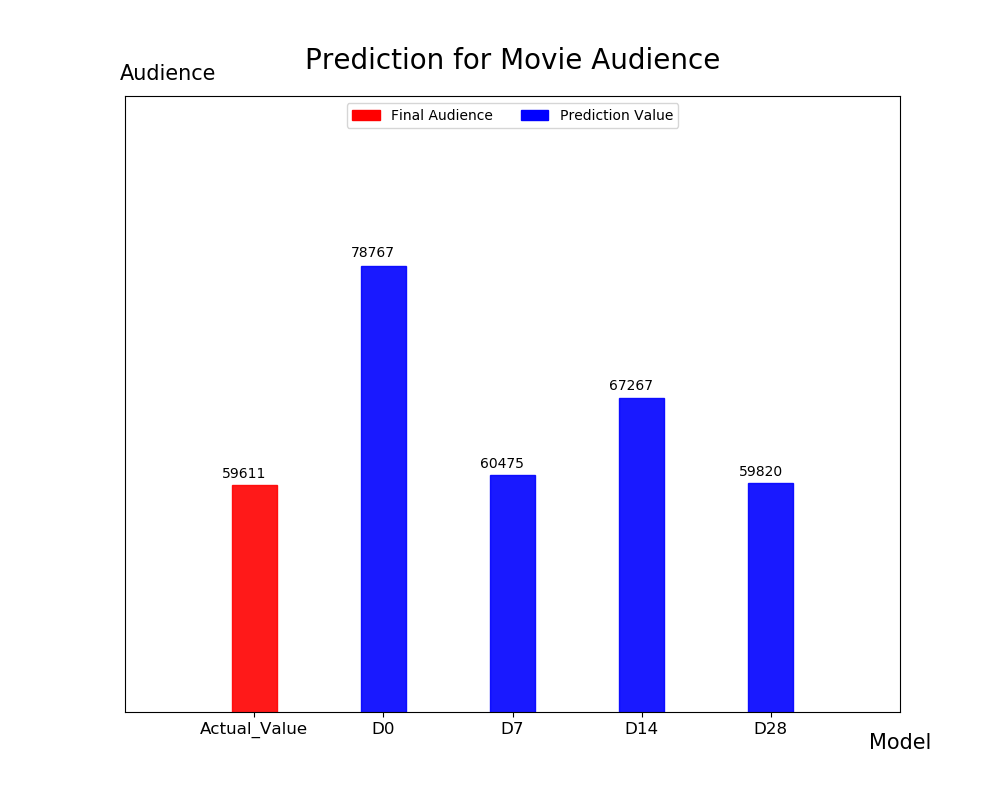 Prediction for Movie Audience
Audience
Final Audience
Prediction Value
78767
67267
60475
59820
59611
Actual_Value
D0
D7
D14
D28
Model